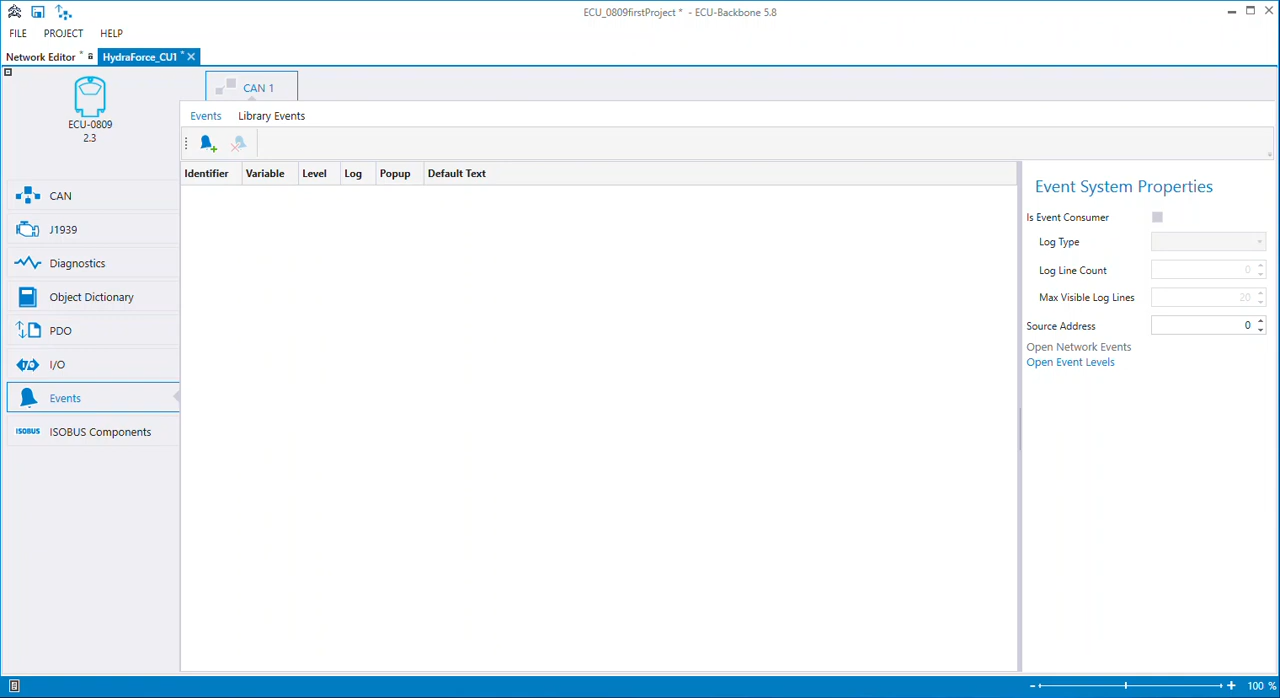 ECU_0809firstProject * - ECU-Backbone 5.8
FILE PROJECT HELP
Network Editor * HydraForce_CU1 *
ECU-0809
2.3
CAN 1
Events Library Events
Identifier Variable Level Log Popup Default Text
CAN
J1939
Diagnostics
Object Dictionary
PDO
I/O
Events
ISOBUS ISOBUS Components
Event System Properties
Is Event Consumer
Log Type
Log Line Count 0
Max Visible Log Lines 20
Source Address 0
Open Network Events
Open Event Levels
100 %